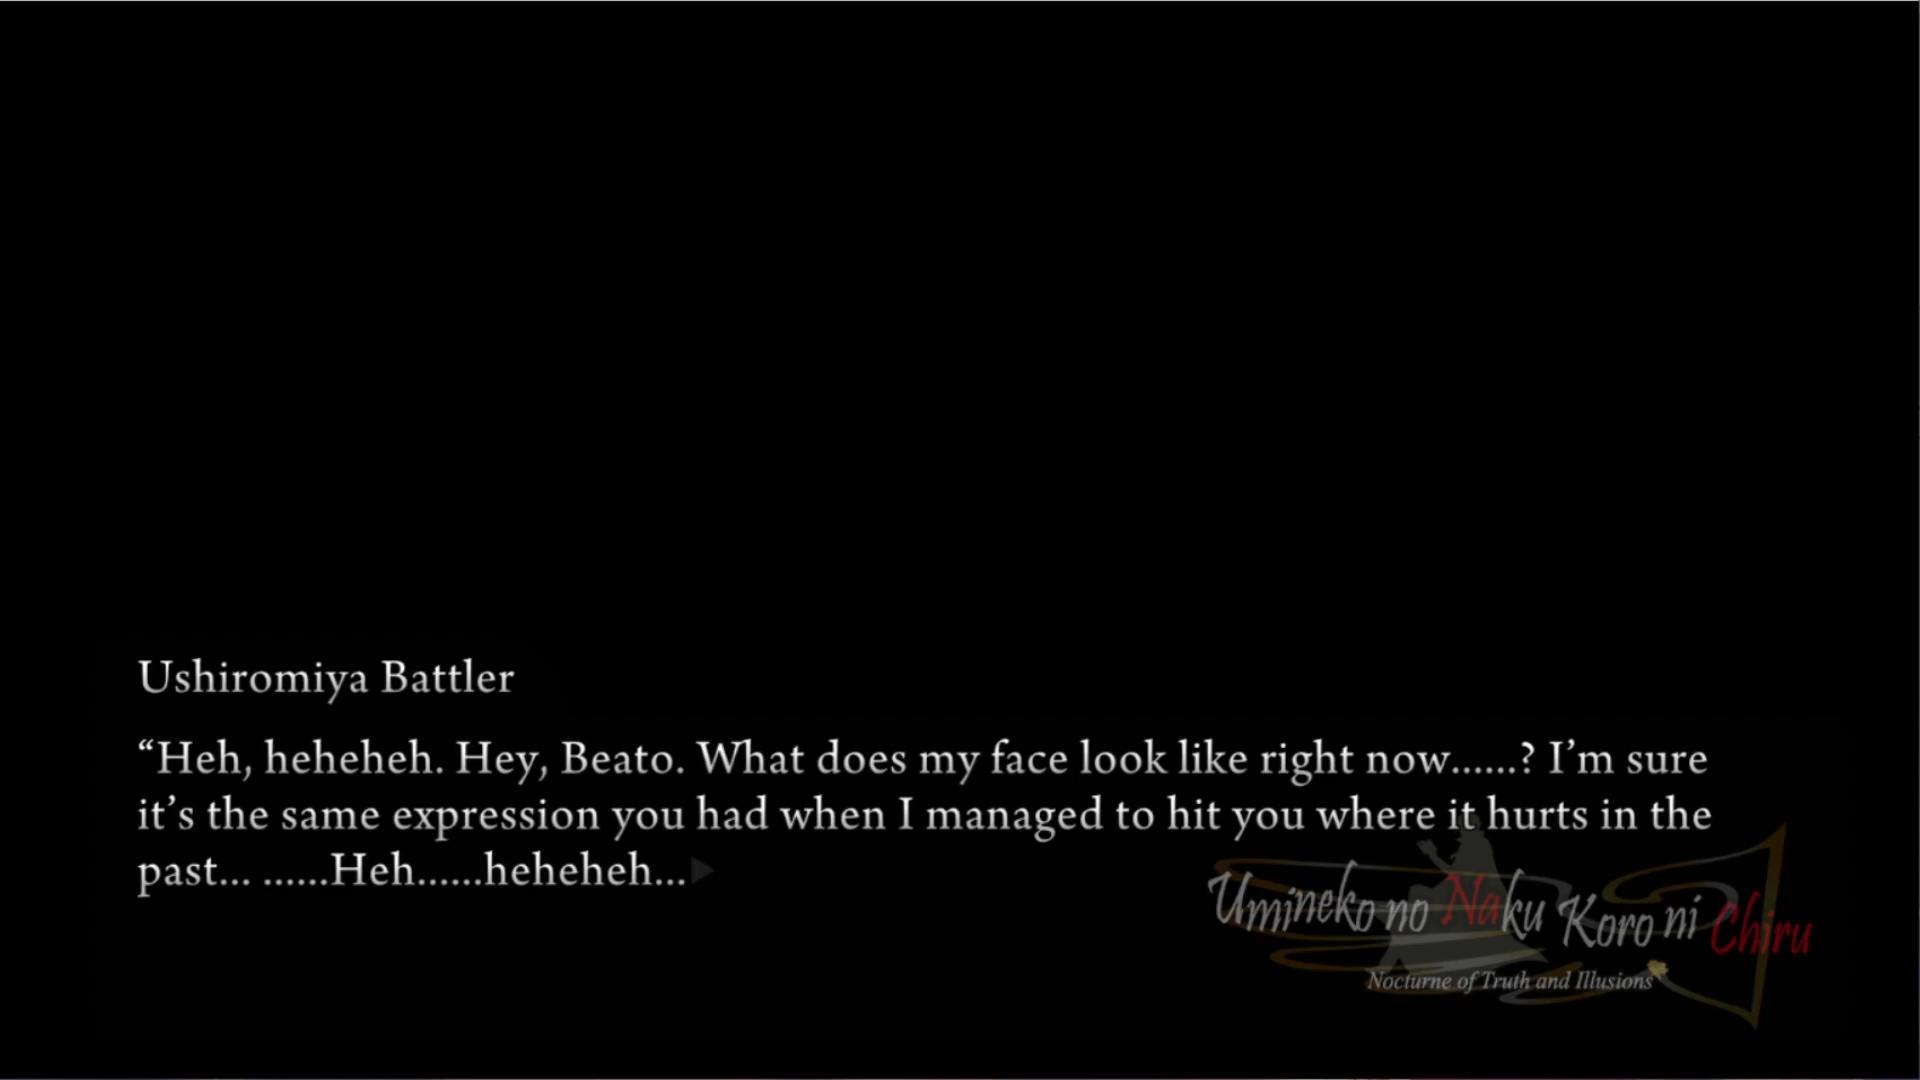 Ushiromiya Battler
“Heh, heheheh. Hey, Beato. What does my face look like right now......? I’m sure
it’s the same expression you had when I managed to hit you where it hurts in the
past... ......Heh......heheheh...
Umineko no Naku Koro ni Chiru
Nocturne of Truth and Illusions